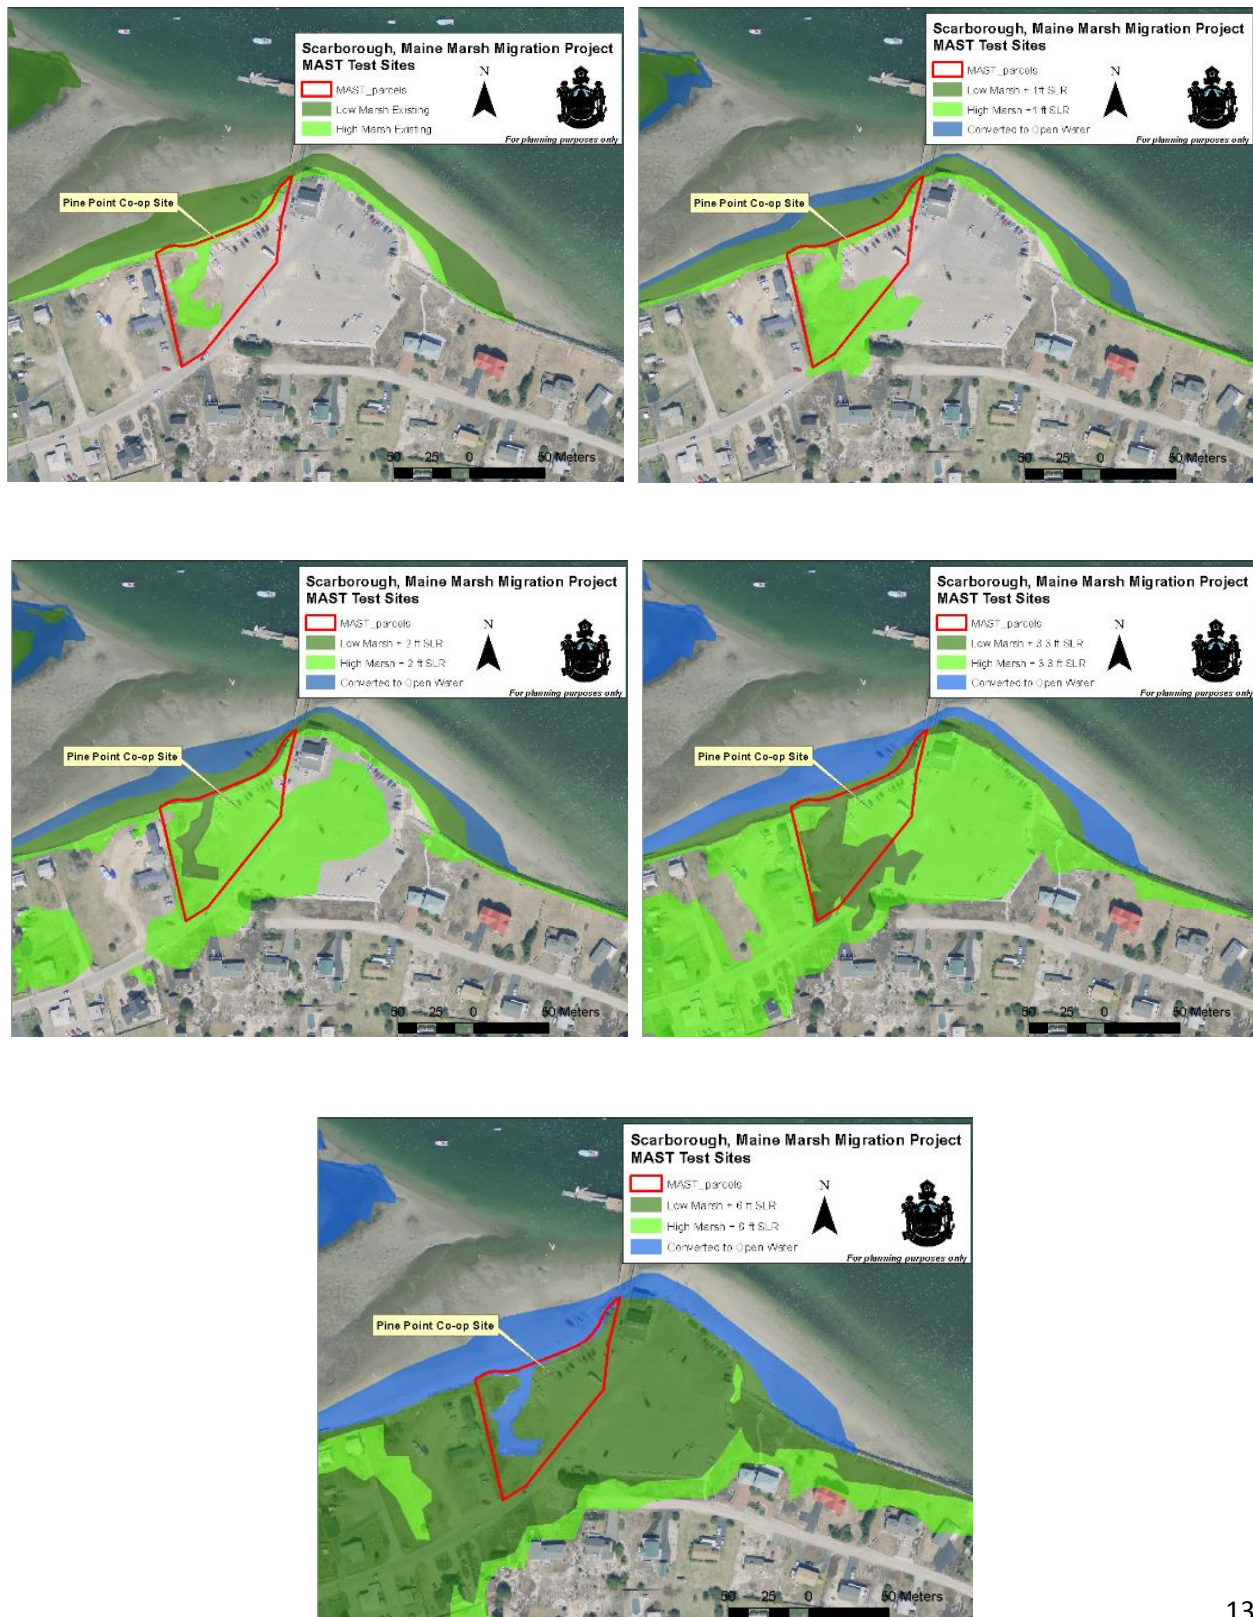 Scarborough, Maine Marsh Migration Project
MAST Test Sites
MAST_parcels
Low Marsh Existing
High Marsh Existing
N
For planning purposes only
Pine Point Co-op Site
50 25 0 50 Meters
Scarborough, Maine Marsh Migration Project
MAST Test Sites
MAST_parcels
Low Marsh + 1ft SLR
High Marsh +1 ft SLR
Converted to Open Water
N
For planning purposes only
Pine Point Co-op Site
50 25 0 50 Meters
Scarborough, Maine Marsh Migration Project
MAST Test Sites
MAST_parcels
Low Marsh + 2 ft SLR
High Marsh + 2 ft SLR
Converted to Open Water
N
For planning purposes only
Pine Point Co-op Site
50 25 0 50 Meters
Scarborough, Maine Marsh Migration Project
MAST Test Sites
MAST_parcels
Low Marsh + 3.3 ft SLR
High Marsh + 3.3 ft SLR
Converted to Open Water
N
For planning purposes only
Pine Point Co-op Site
50 25 0 50 Meters
Scarborough, Maine Marsh Migration Project
MAST Test Sites
MAST_parcels
Low Marsh + 6 ft SLR
High Marsh + 6 ft SLR
Converted to Open Water
N
For planning purposes only
Pine Point Co-op Site
50 25 0 50 Meters
13